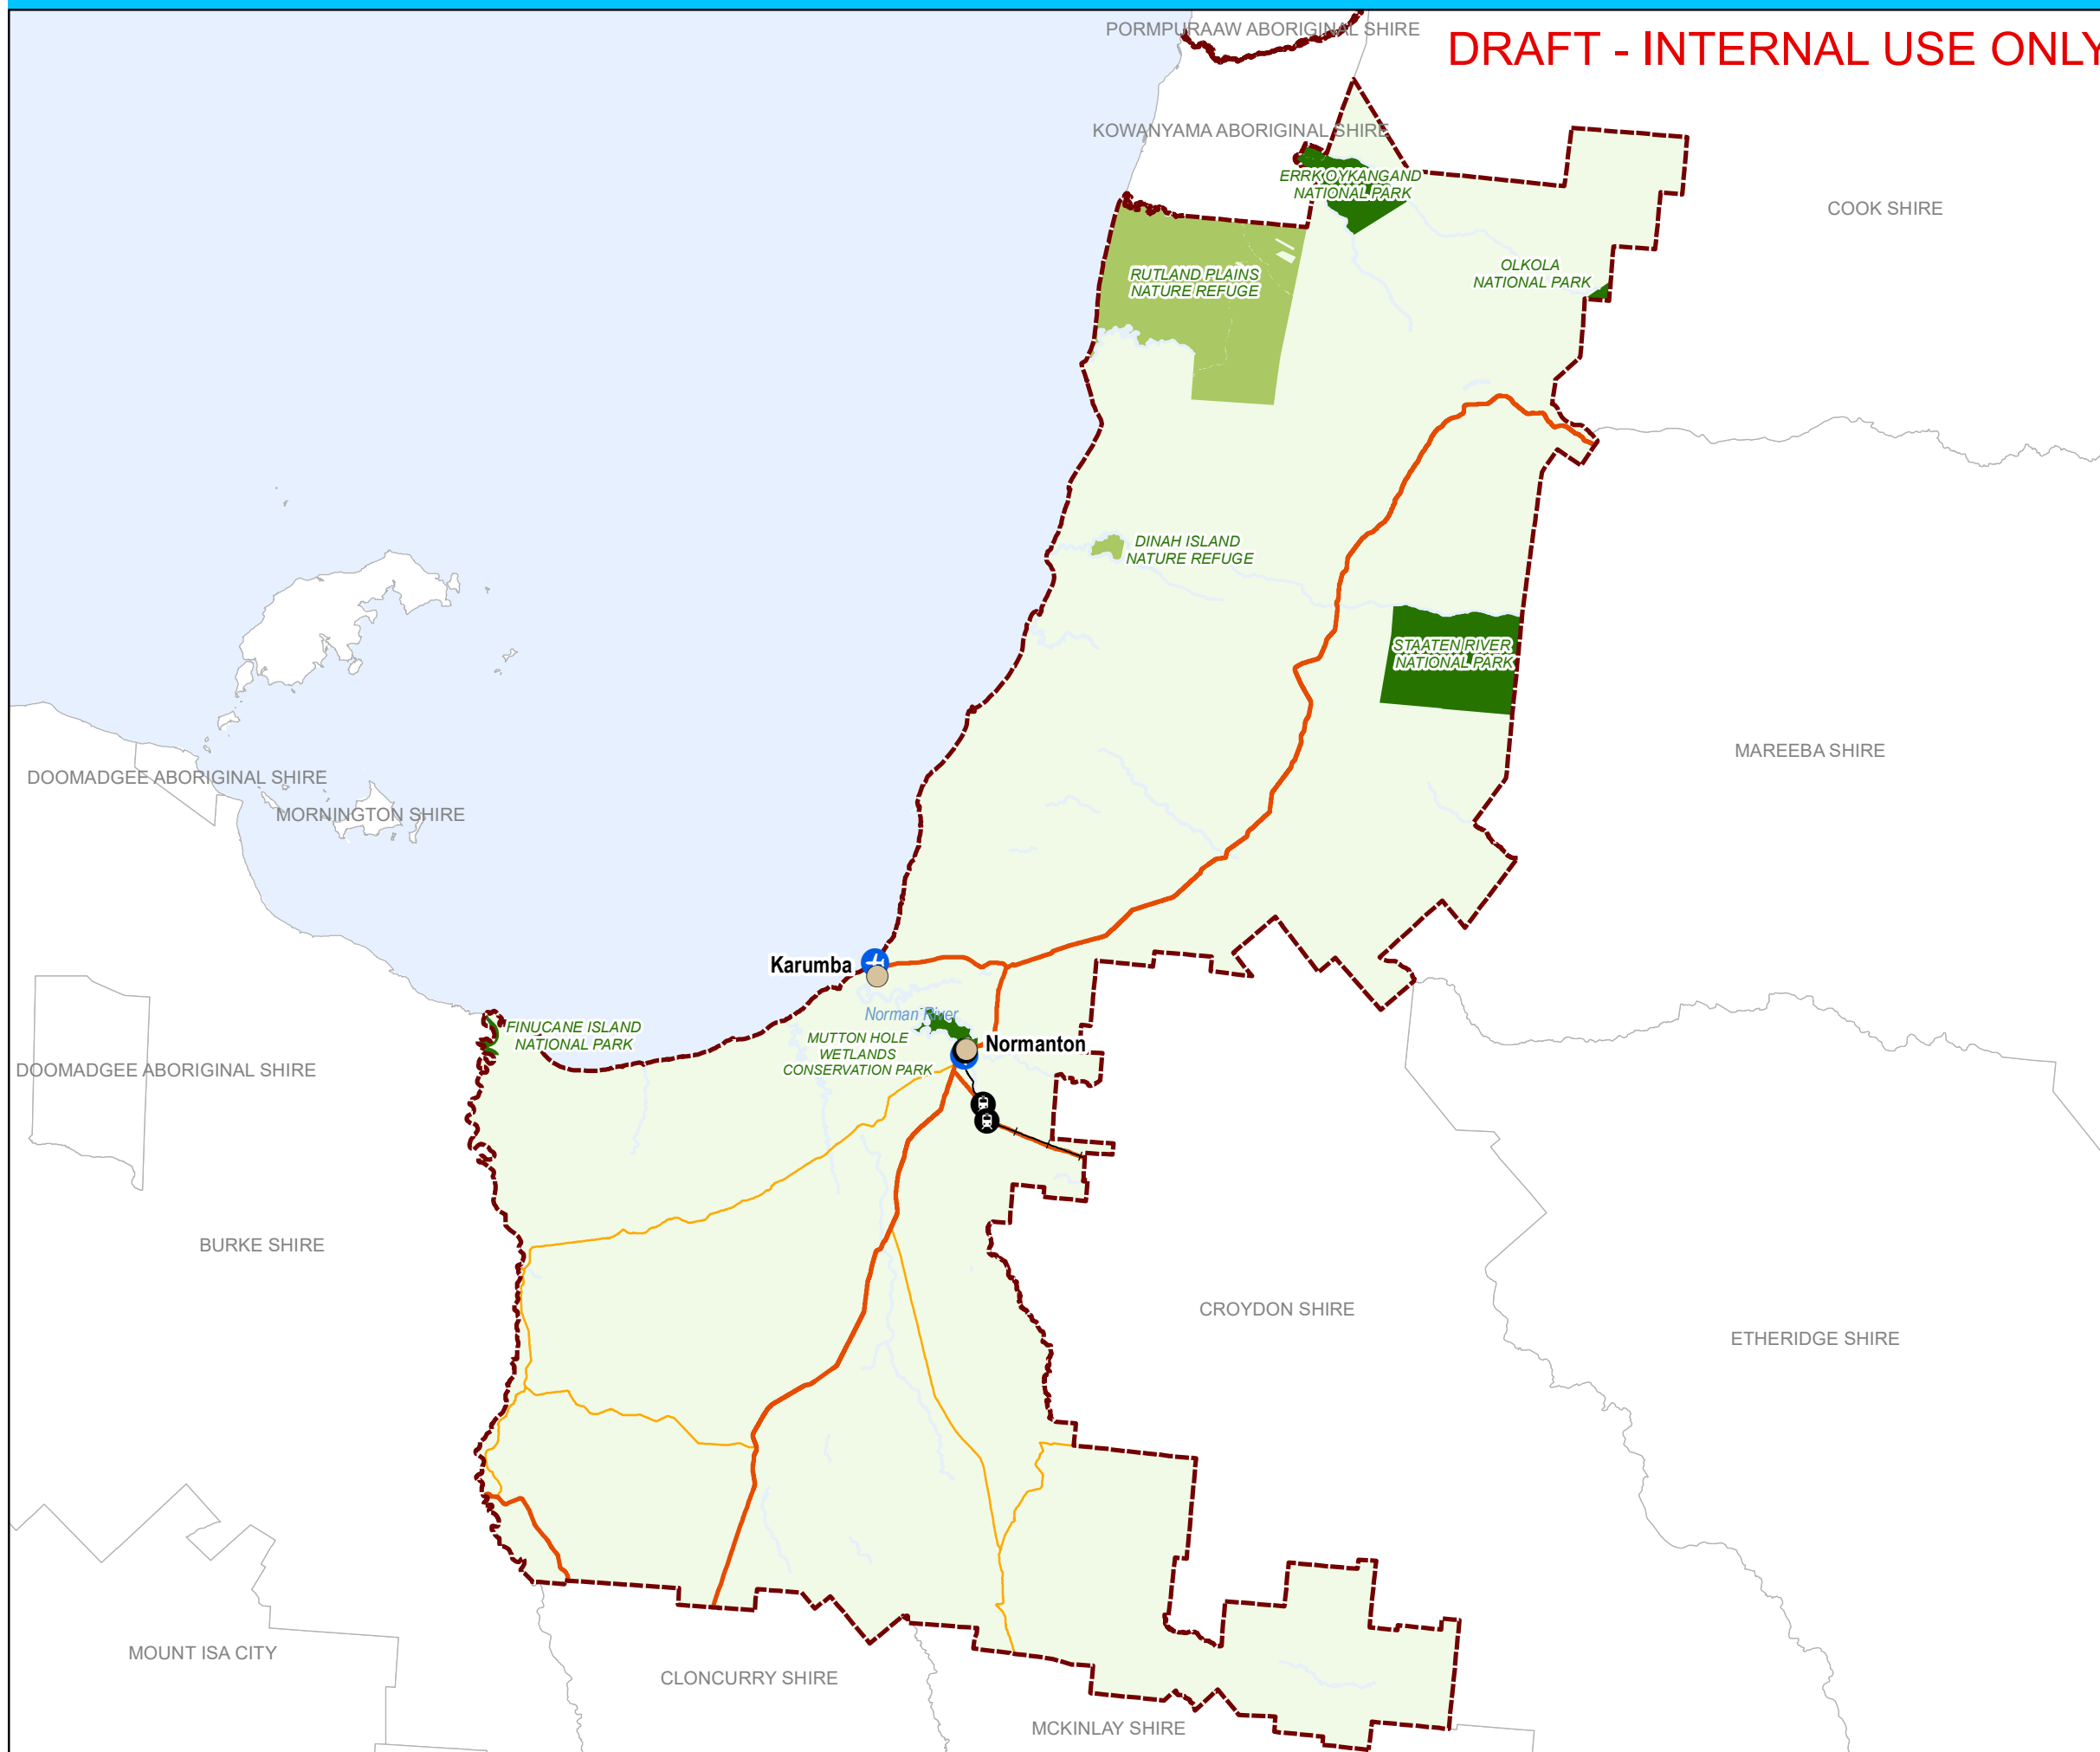 PORMPURAAW ABORIGINAL SHIRE
DRAFT - INTERNAL USE ONLY
KOWANYAMA ABORIGINAL SHIRE
ERRK OYKANGAND
NATIONAL PARK
COOK SHIRE
RUTLAND PLAINS
NATURE REFUGE
OLKOLA
NATIONAL PARK
DINAH ISLAND
NATURE REFUGE
STAATEN RIVER
NATIONAL PARK
MAREEBA SHIRE
DOOMADGEE ABORIGINAL SHIRE
MORNINGTON SHIRE
Karumba
Norman River
FINUCANE ISLAND
NATIONAL PARK
MUTTON HOLE
WETLANDS
CONSERVATION PARK
Normanton
DOOMADGEE ABORIGINAL SHIRE
BURKE SHIRE
CROYDON SHIRE
ETHERIDGE SHIRE
MOUNT ISA CITY
CLONCURRY SHIRE
MCKINLAY SHIRE